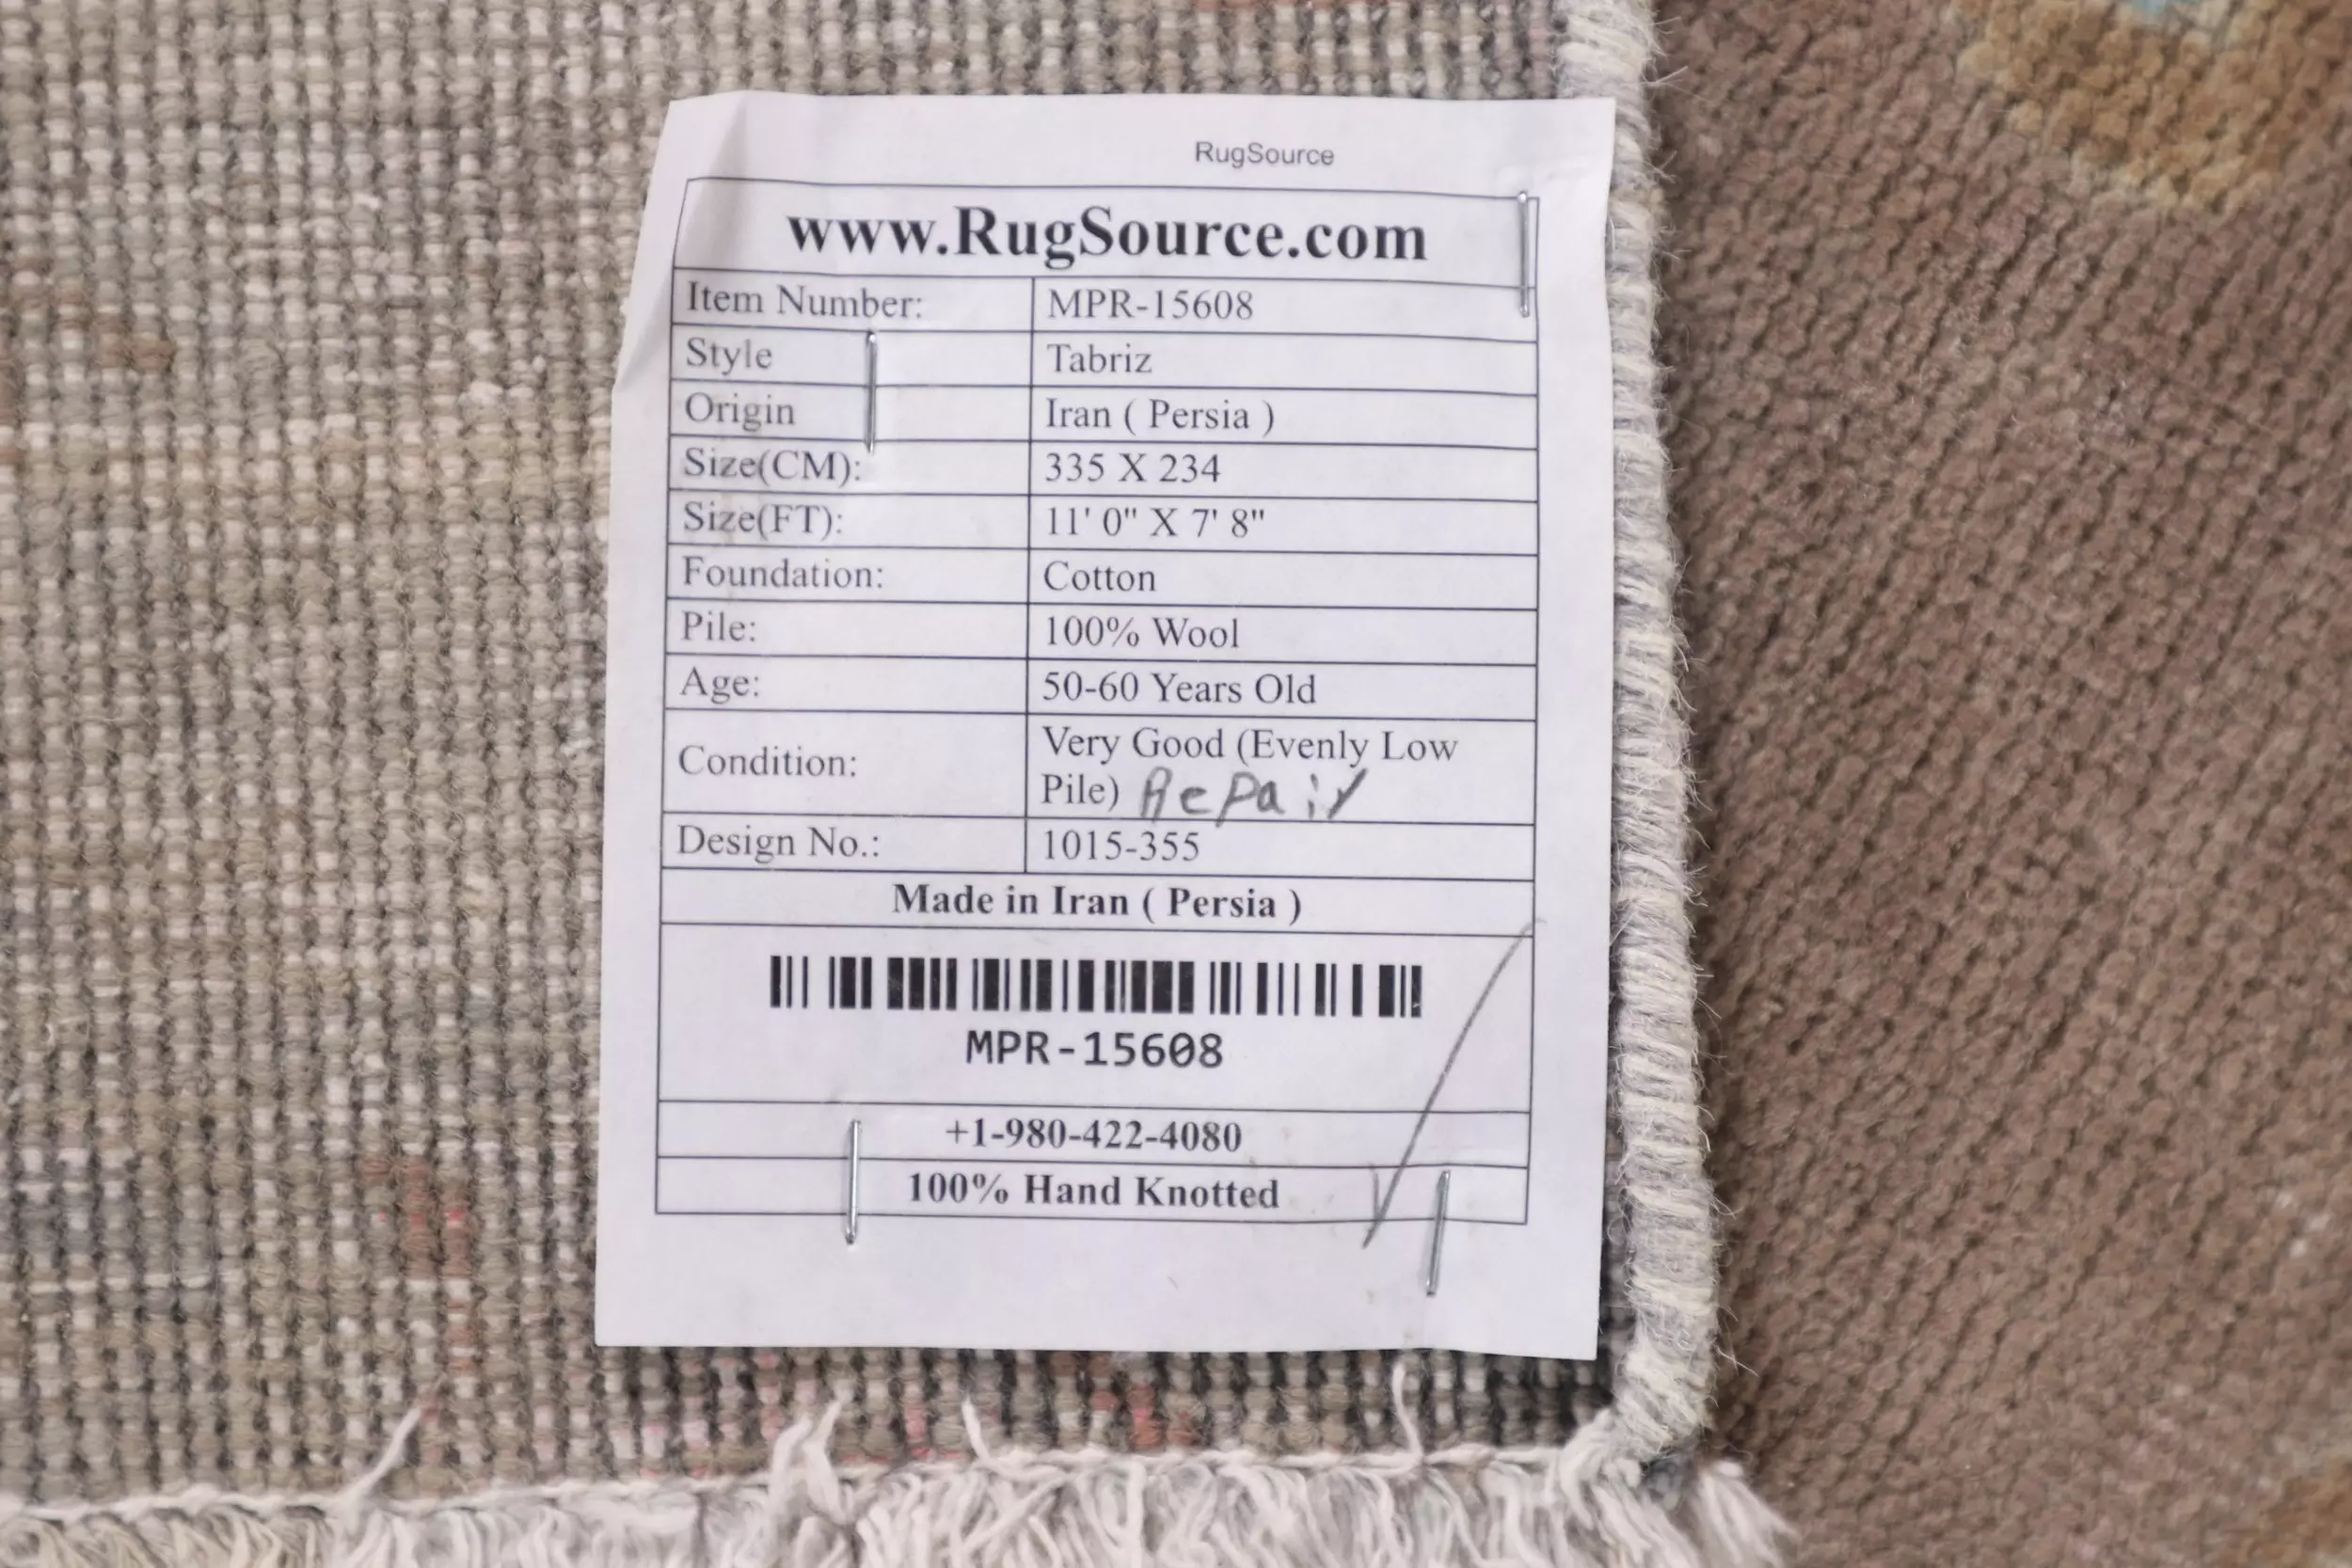 RugSource
www.RugSource.com
Item Number: MPR-15608
Style Tabriz
Origin Iran ( Persia )
Size(CM): 335 X 234
Size(FT): 11' 0" X 7' 8"
Foundation: Cotton
Pile: 100% Wool
Age: 50-60 Years Old
Condition: Very Good (Evenly Low
Pile) Repair
Design No.: 1015-355
Made in Iran ( Persia )
MPR-15608
+1-980-422-4080
100% Hand Knotted